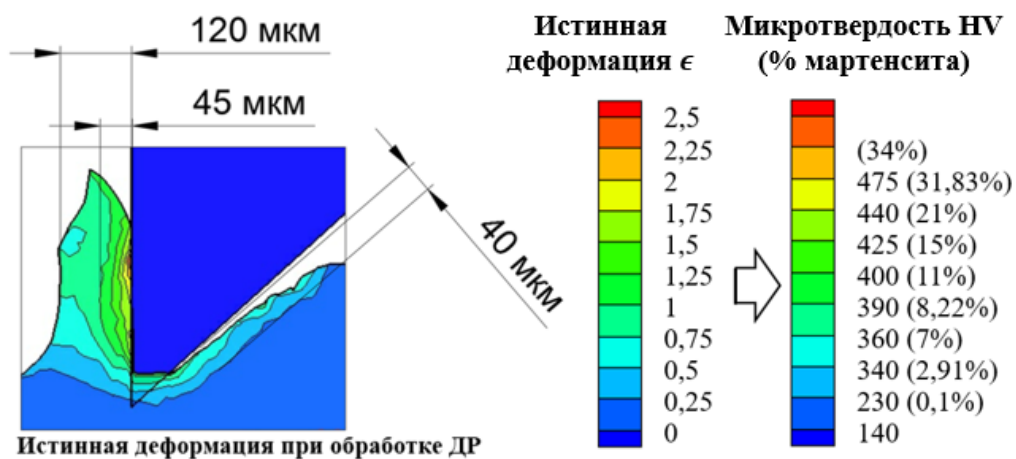 120 мкм
45 мкм
40 мкм
Истинная деформация при обработке ДР
Истинная
деформация ϵ
2,5
2,25
2
1,75
1,5
1,25
1
0,75
0,5
0,25
0
Микротвердость HV
(% мартенсита)
(34%)
475 (31,83%)
440 (21%)
425 (15%)
400 (11%)
390 (8,22%)
360 (7%)
340 (2,91%)
230 (0,1%)
140